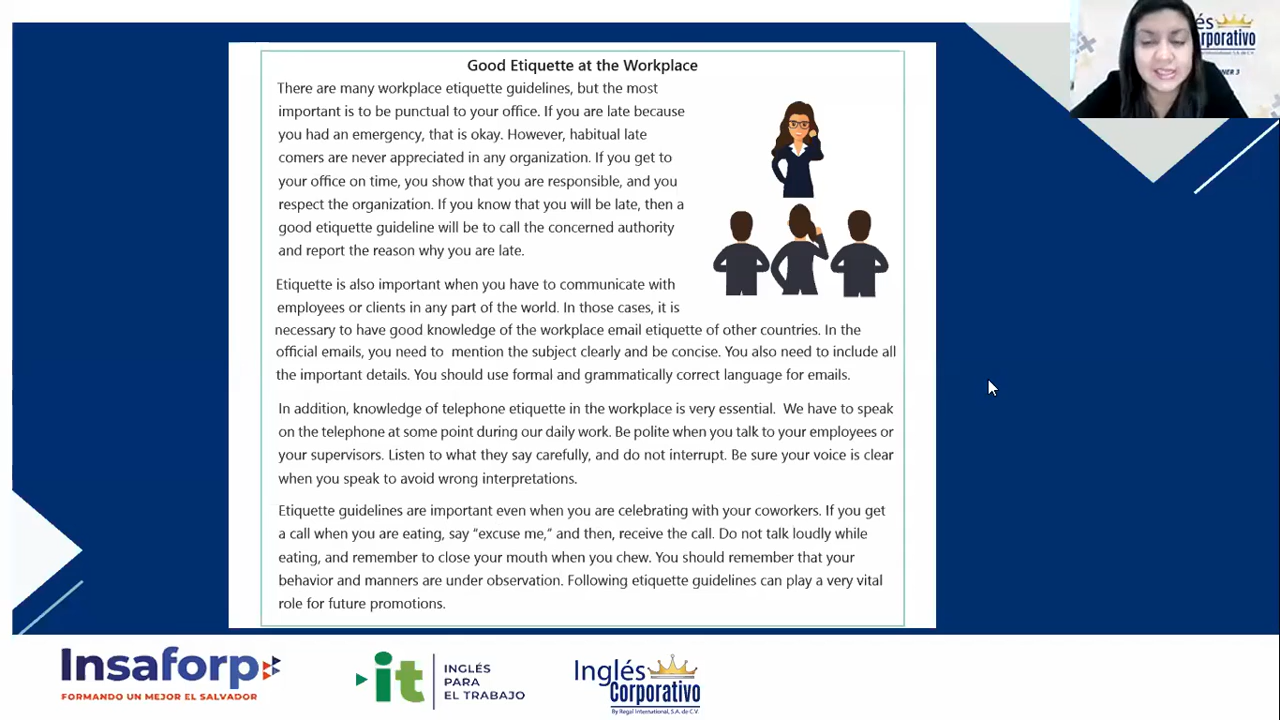 Good Etiquette at the Workplace
There are many workplace etiquette guidelines, but the most
important is to be punctual to your office. If you are late because
you had an emergency, that is okay. However, habitual late
comers are never appreciated in any organization. If you get to
your office on time, you show that you are responsible, and you
respect the organization. If you know that you will be late, then a
good etiquette guideline will be to call the concerned authority
and report the reason why you are late.
Etiquette is also important when you have to communicate with
employees or clients in any part of the world. In those cases, it is
necessary to have good knowledge of the workplace email etiquette of other countries. In the
official emails, you need to mention the subject clearly and be concise. You also need to include all
the important details. You should use formal and grammatically correct language for emails.
In addition, knowledge of telephone etiquette in the workplace is very essential. We have to speak
on the telephone at some point during our daily work. Be polite when you talk to your employees or
your supervisors. Listen to what they say carefully, and do not interrupt. Be sure your voice is clear
when you speak to avoid wrong interpretations.
Etiquette guidelines are important even when you are celebrating with your coworkers. If you get
a call when you are eating, say “excuse me,” and then, receive the call. Do not talk loudly while
eating, and remember to close your mouth when you chew. You should remember that your
behavior and manners are under observation. Following etiquette guidelines can play a very vital
role for future promotions.
és
rporativo
NER 3
Insaforp
FORMANDO UN MEJOR EL SALVADOR
it
INGLÉS
PARA
EL TRABAJO
Inglés
Corporativo
By Regal International, S.A. de C.V.